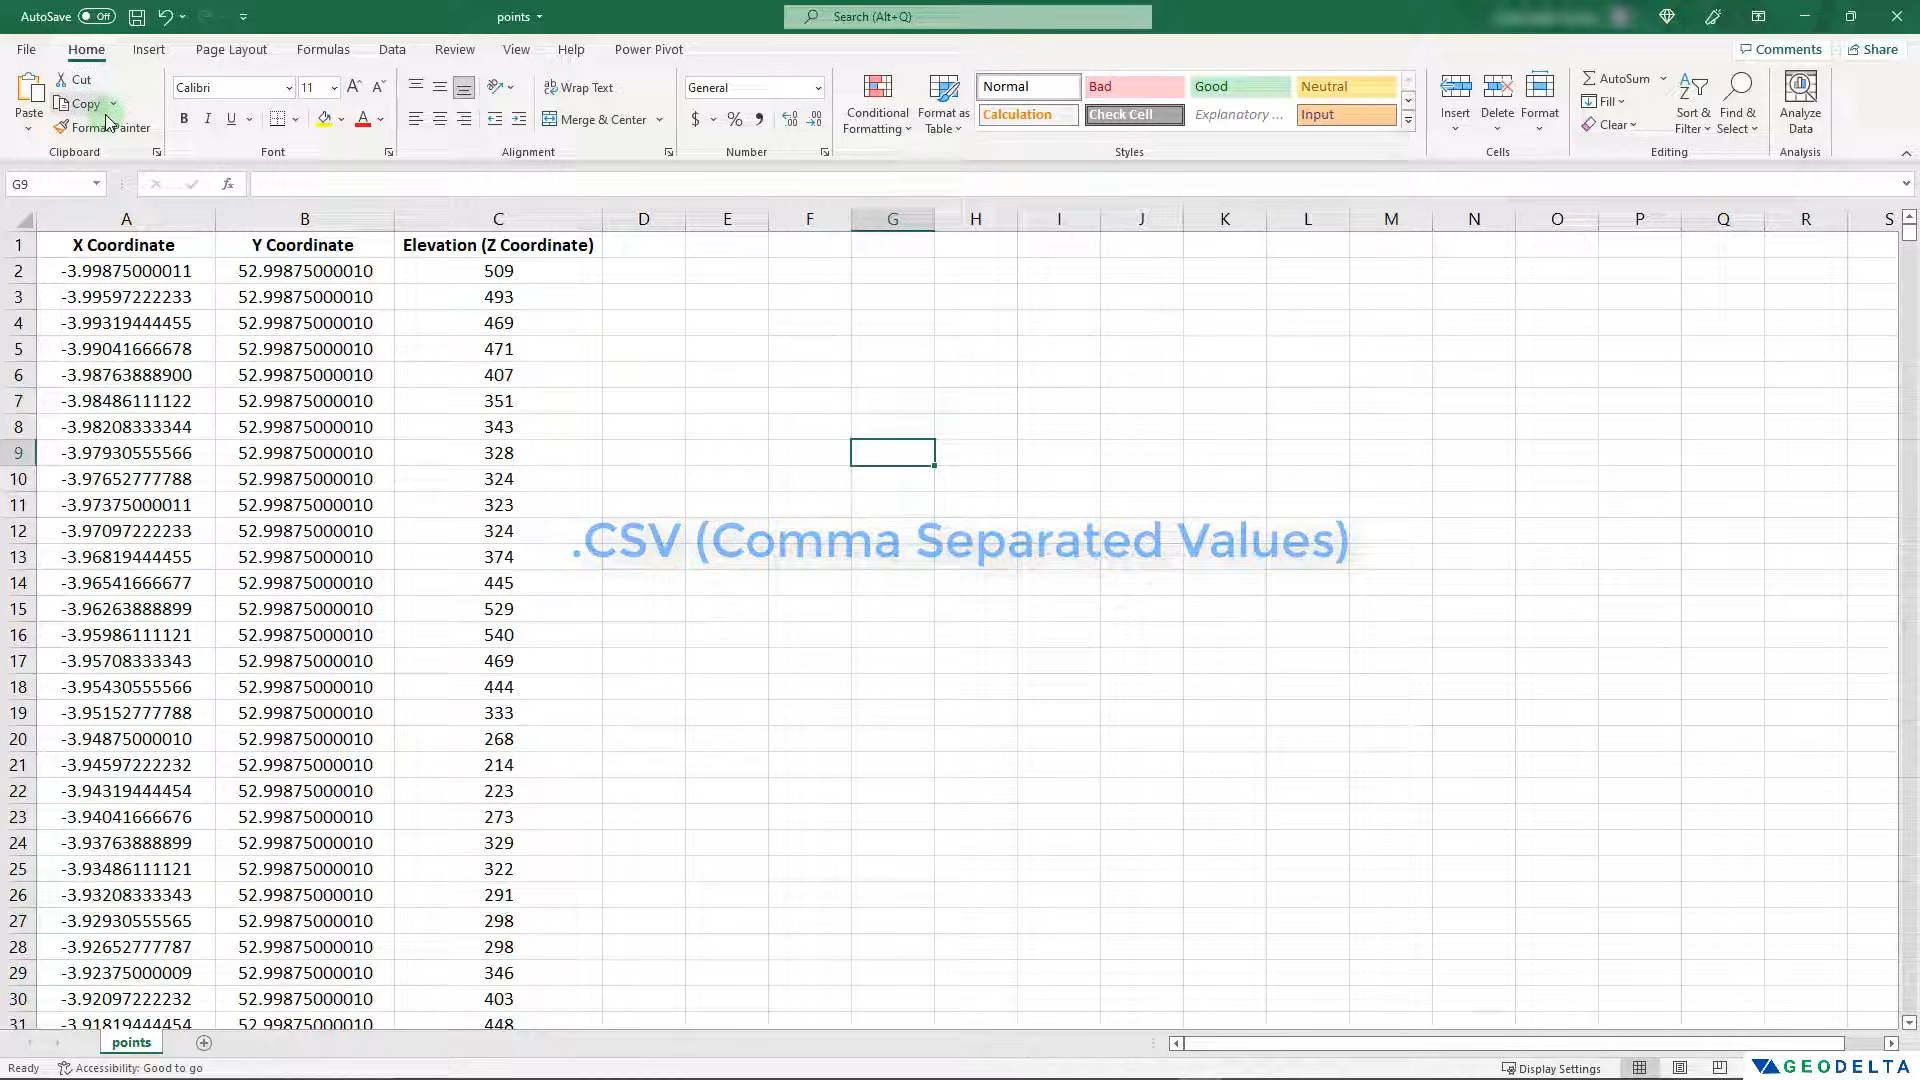 AutoSave Off points Search (Alt+Q)
File Home Insert Page Layout Formulas Data Review View Help Power Pivot Comments Share
Paste Cut Copy Format Painter Clipboard
Calibri 11 B I U A Font
Wrap Text Merge & Center Alignment
General $ % Number
Conditional Formatting Format as Table Normal Bad Good Neutral Calculation Check Cell Explanatory ... Input Styles
Insert Delete Format Cells
AutoSum Fill Clear Sort & Filter Find & Select Editing
Analyze Data Analysis
G9 fx
A B C D E F G H I J K L M N O P Q R S
1 X Coordinate Y Coordinate Elevation (Z Coordinate)
2 -3.99875000011 52.99875000010 509
3 -3.99597222233 52.99875000010 493
4 -3.99319444455 52.99875000010 469
5 -3.99041666678 52.99875000010 471
6 -3.98763888900 52.99875000010 407
7 -3.98486111122 52.99875000010 351
8 -3.98208333344 52.99875000010 343
9 -3.97930555566 52.99875000010 328
10 -3.97652777788 52.99875000010 324
11 -3.97375000011 52.99875000010 323
12 -3.97097222233 52.99875000010 324
.CSV (Comma Separated Values)
13 -3.96819444455 52.99875000010 374
14 -3.96541666677 52.99875000010 445
15 -3.96263888899 52.99875000010 529
16 -3.95986111121 52.99875000010 540
17 -3.95708333343 52.99875000010 469
18 -3.95430555566 52.99875000010 444
19 -3.95152777788 52.99875000010 333
20 -3.94875000010 52.99875000010 268
21 -3.94597222232 52.99875000010 214
22 -3.94319444454 52.99875000010 223
23 -3.94041666676 52.99875000010 273
24 -3.93763888899 52.99875000010 329
25 -3.93486111121 52.99875000010 322
26 -3.93208333343 52.99875000010 291
27 -3.92930555565 52.99875000010 298
28 -3.92652777787 52.99875000010 298
29 -3.92375000009 52.99875000010 346
30 -3.92097222232 52.99875000010 403
31 -3.91819444454 52.99875000010 448
points
Ready Accessibility: Good to go Display Settings GEODELTA